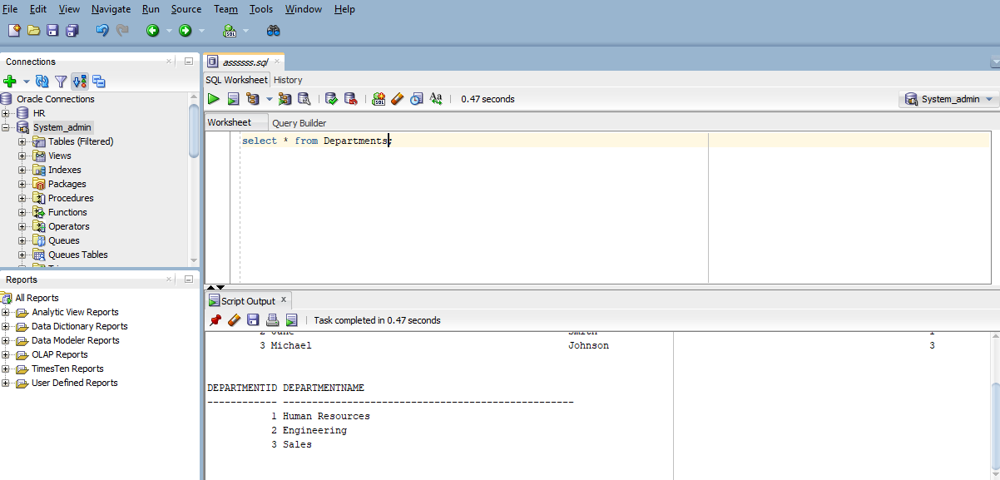 File Edit View Navigate Run Source Team Tools Window Help
Connections
Oracle Connections
HR
System_admin
Tables (Filtered)
Views
Indexes
Packages
Procedures
Functions
Operators
Queues
Queues Tables
Reports
All Reports
Analytic View Reports
Data Dictionary Reports
Data Modeler Reports
OLAP Reports
TimesTen Reports
User Defined Reports
assssss.sql
SQL Worksheet History
0.47 seconds
System_admin
Worksheet Query Builder
select * from Departments;
Script Output
Task completed in 0.47 seconds
2 Jane Smith 1
3 Michael Johnson 3
DEPARTMENTID DEPARTMENTNAME
------------ --------------------------------------------------
1 Human Resources
2 Engineering
3 Sales